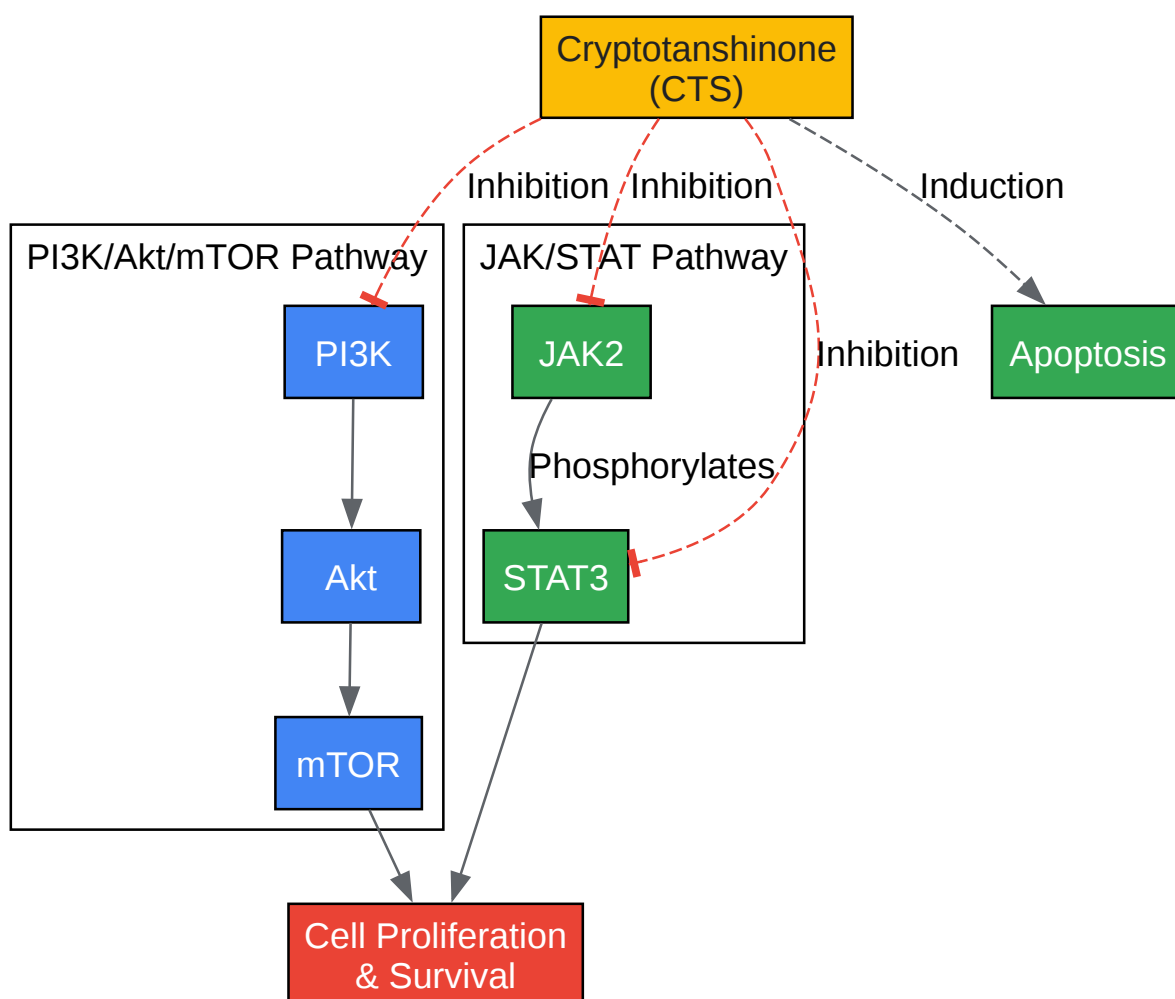 Cryptotanshinone
(CTS)
Inhibition
Inhibition
Induction
PI3K/Akt/mTOR Pathway
JAK/STAT Pathway
PI3K
JAK2
Inhibition
Apoptosis
Phosphorylates
Akt
STAT3
mTOR
Cell Proliferation
& Survival